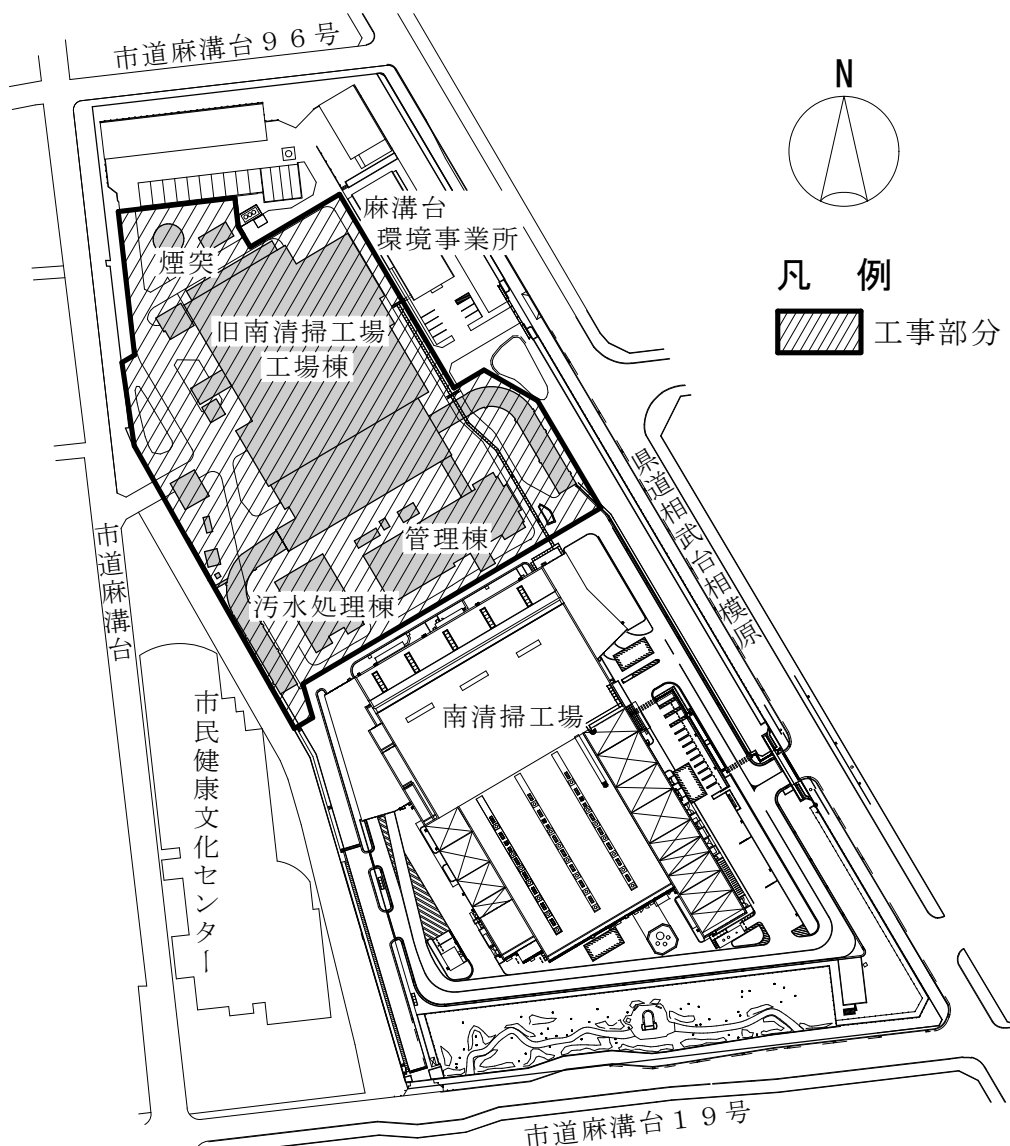 市道麻溝台９６号
N
麻溝台
環境事業所
煙突
凡　例
旧南清掃工場
工場棟
工事部分
県道相武台相模原
管理棟
市道麻溝台
汚水処理棟
南清掃工場
市民健康文化センター
市道麻溝台１９号